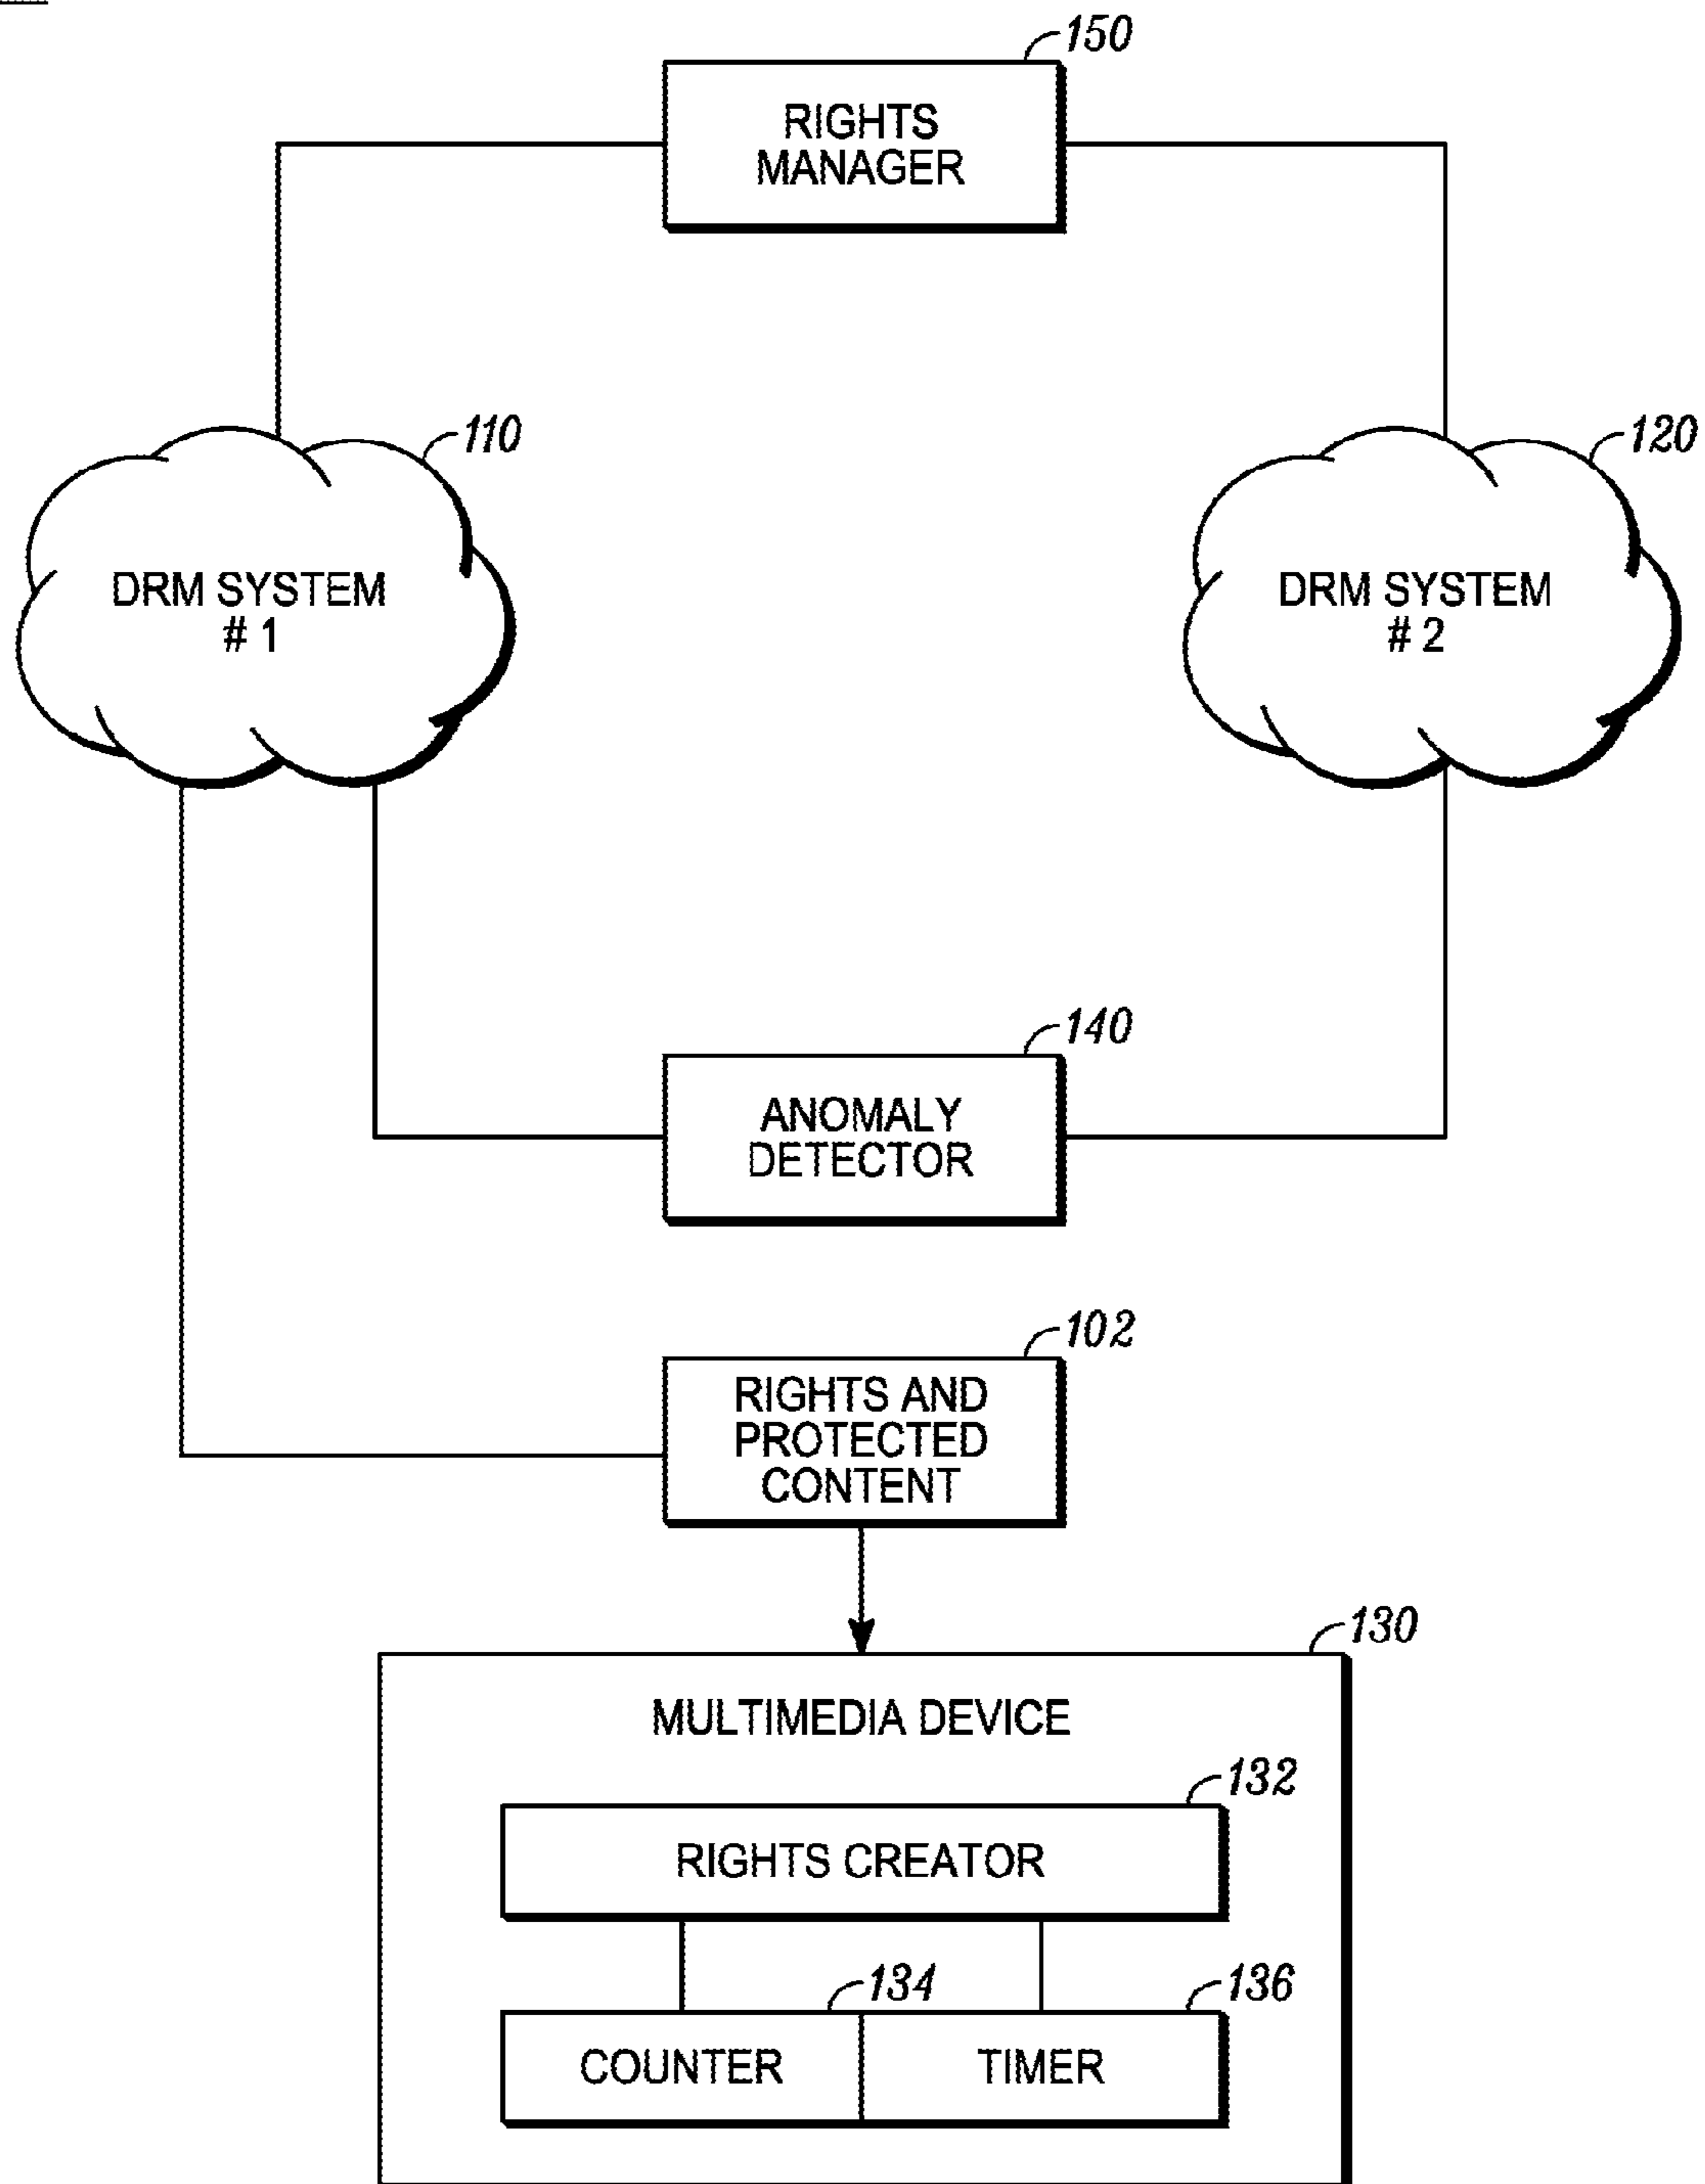 150
RIGHTS
MANAGER
110
120
DRM SYSTEM
# 1
DRM SYSTEM
# 2
140
ANOMALY
DETECTOR
102
RIGHTS AND
PROTECTED
CONTENT
130
MULTIMEDIA DEVICE
132
RIGHTS CREATOR
134
136
COUNTER
TIMER